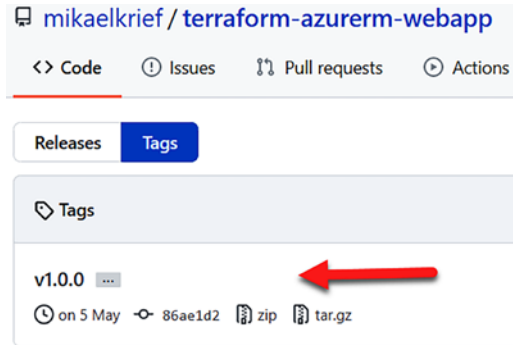 mikaelkrief / terraform-azurerm-webapp
<> Code Issues Pull requests Actions
Releases Tags
Tags
v1.0.0 ...
on 5 May 86ae1d2 zip tar.gz